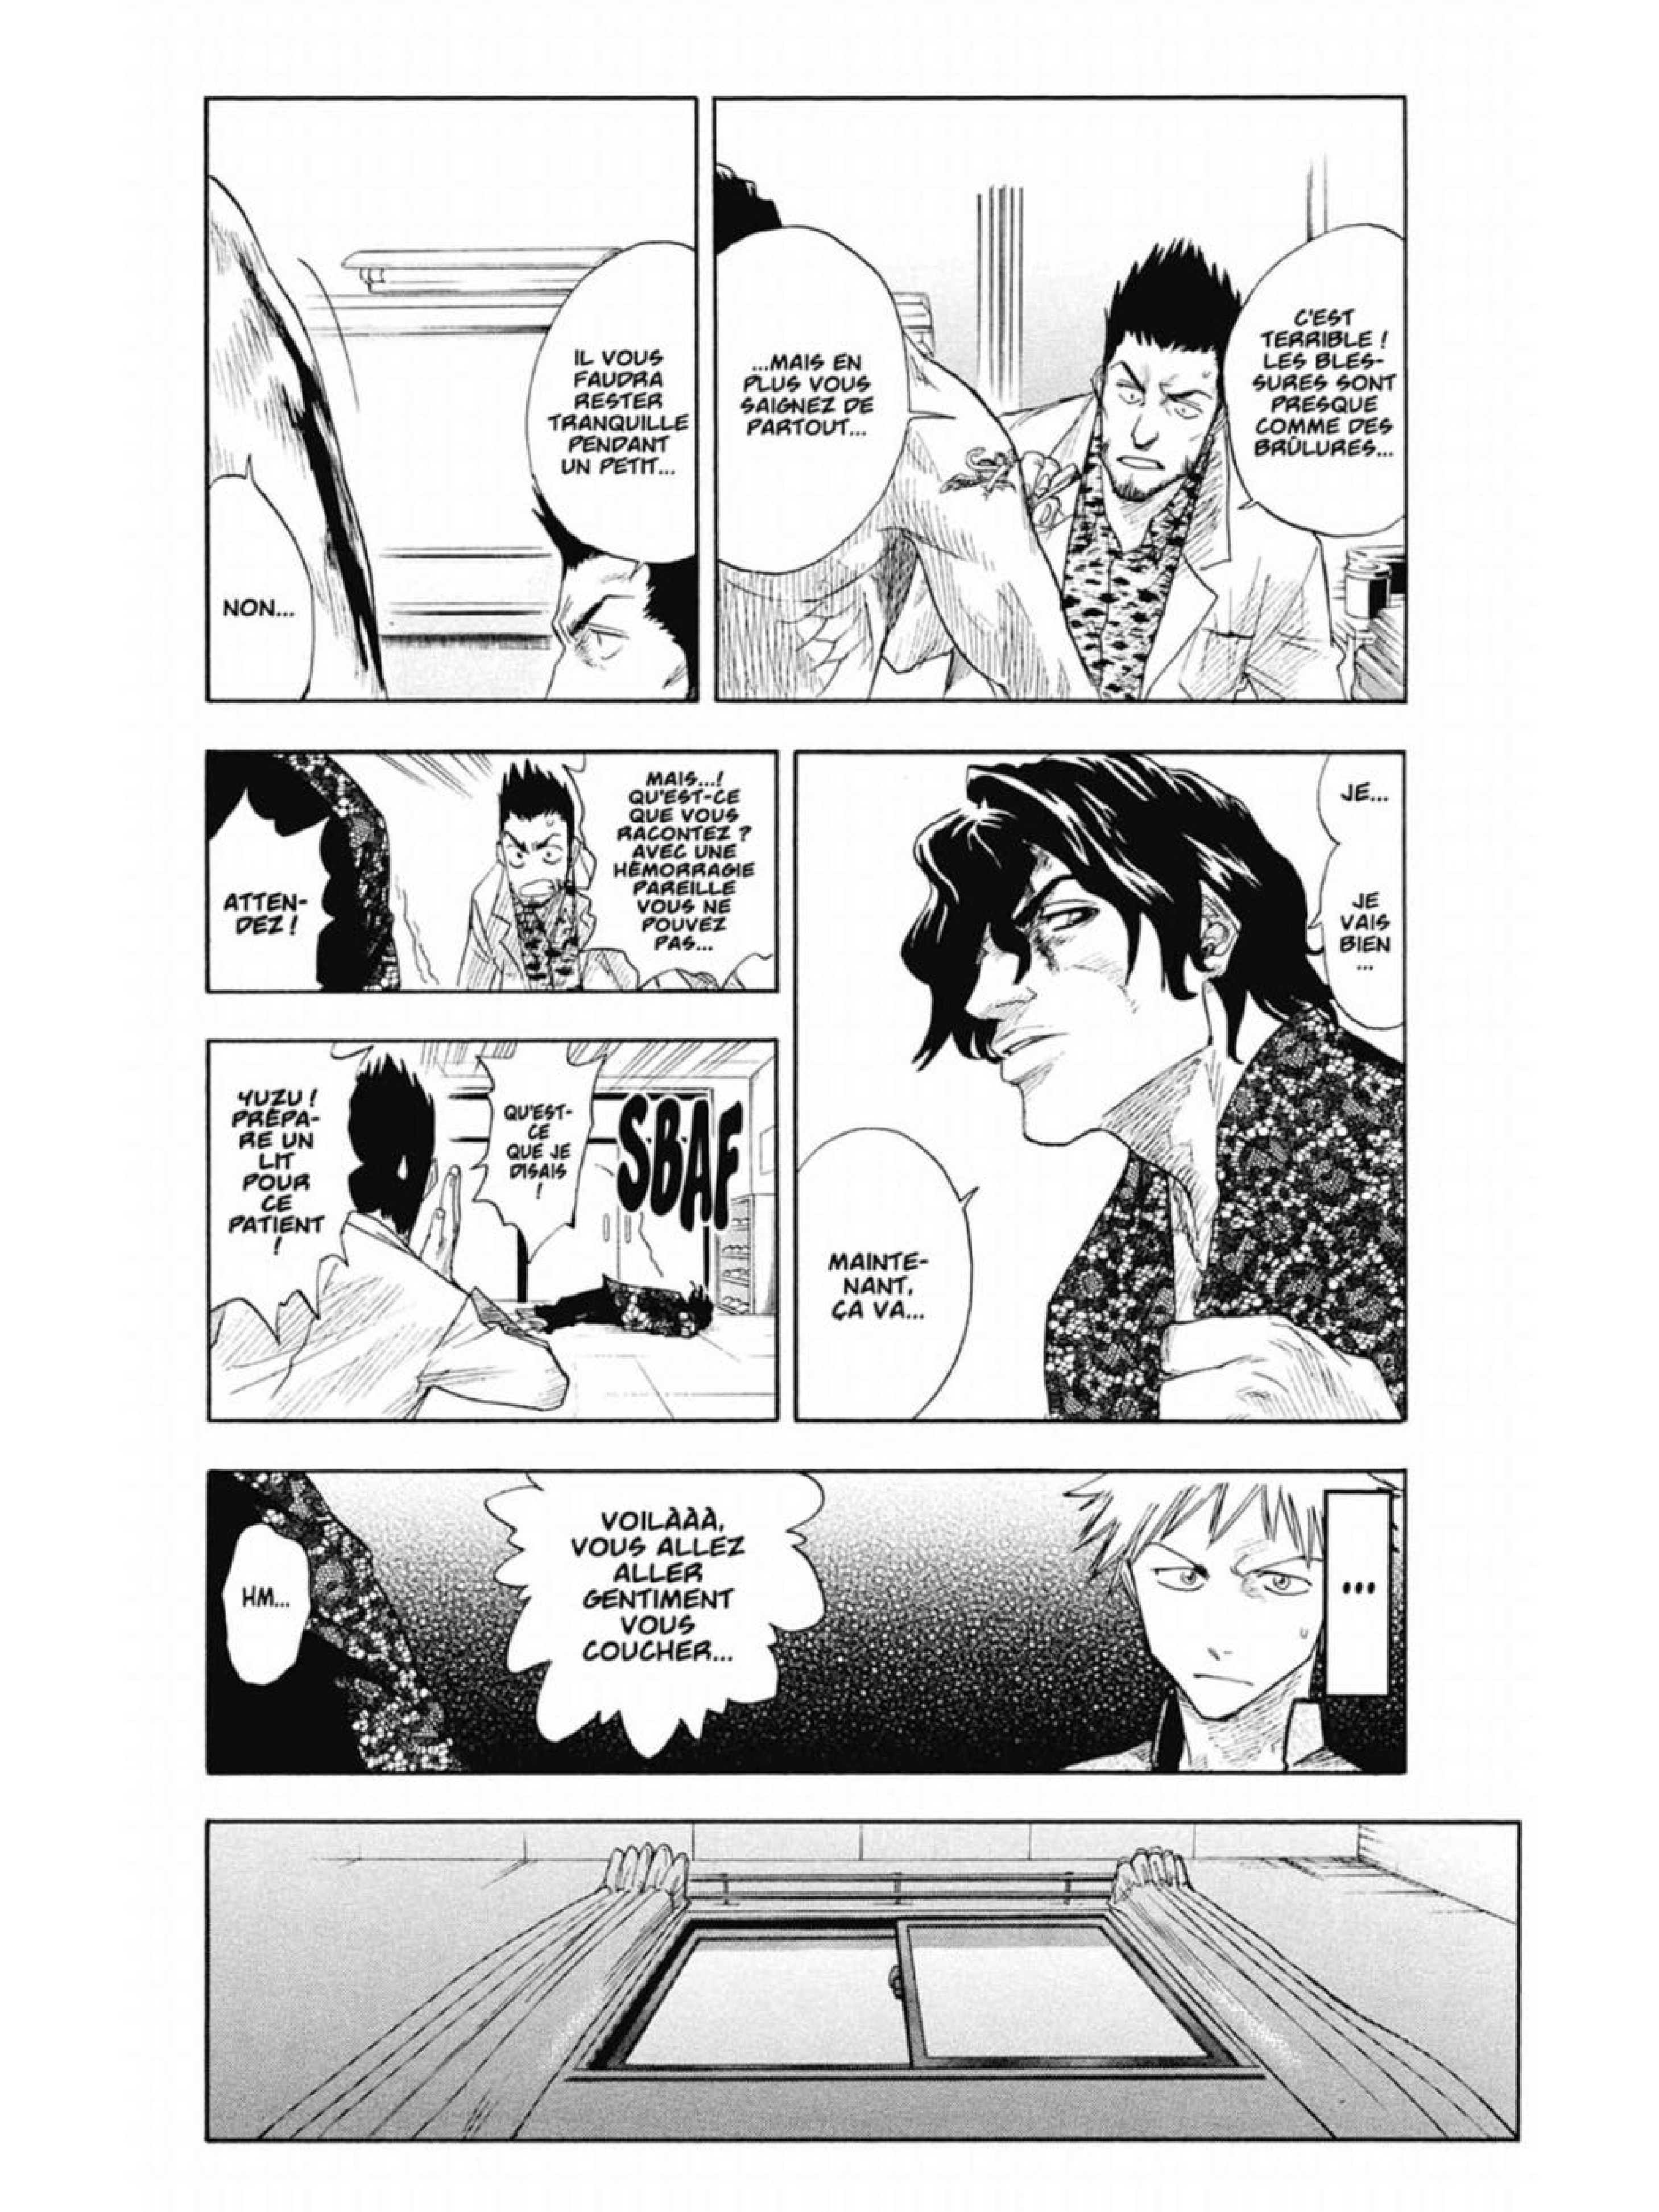 C'EST
TERRIBLE !
LES BLES-
SURES SONT
PRESQUE
COMME DES
BRÛLURES...
...MAIS EN
PLUS VOUS
SAIGNEZ DE
PARTOUT...
IL VOUS
FAUDRA
RESTER
TRANQUILLE
PENDANT
UN PETIT...
NON...
JE...
JE
VAIS
BIEN
...
MAINTE-
NANT,
ÇA VA...
MAIS...!
QU'EST-CE
QUE VOUS
RACONTEZ ?
AVEC UNE
HÉMORRAGIE
PAREILLE
VOUS NE
POUVEZ
PAS...
ATTEN-
DEZ !
SBAF
QU'EST-
CE
QUE JE
DISAIS
!
YUZU !
PRÉPA-
RE UN
LIT
POUR
CE
PATIENT
!
...
VOILÀÀÀ,
VOUS ALLEZ
ALLER
GENTIMENT
VOUS
COUCHER...
HM...